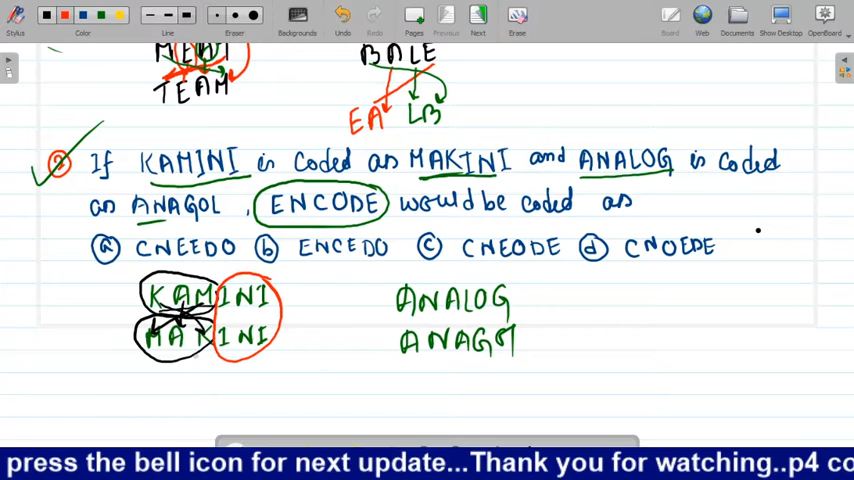 Stylus
Color
Line
Eraser
Backgrounds
Undo
Redo
Pages
Previous
Next
Erase
Board
Web
Documents
Show Desktop
OpenBoard
MEAT
TEAM
BALE
EA LB
② If KAMINI is coded as MAKINI and ANALOG is coded
as ANAGOL, ENCODE would be coded as
ⓐ CNEEDO ⓑ ENCEDO ⓒ CNEODE ⓓ CNOEDE
KAMINI
MAKINI
ANALOG
ANAGOL
press the bell icon for next update...Thank you for watching..p4 co